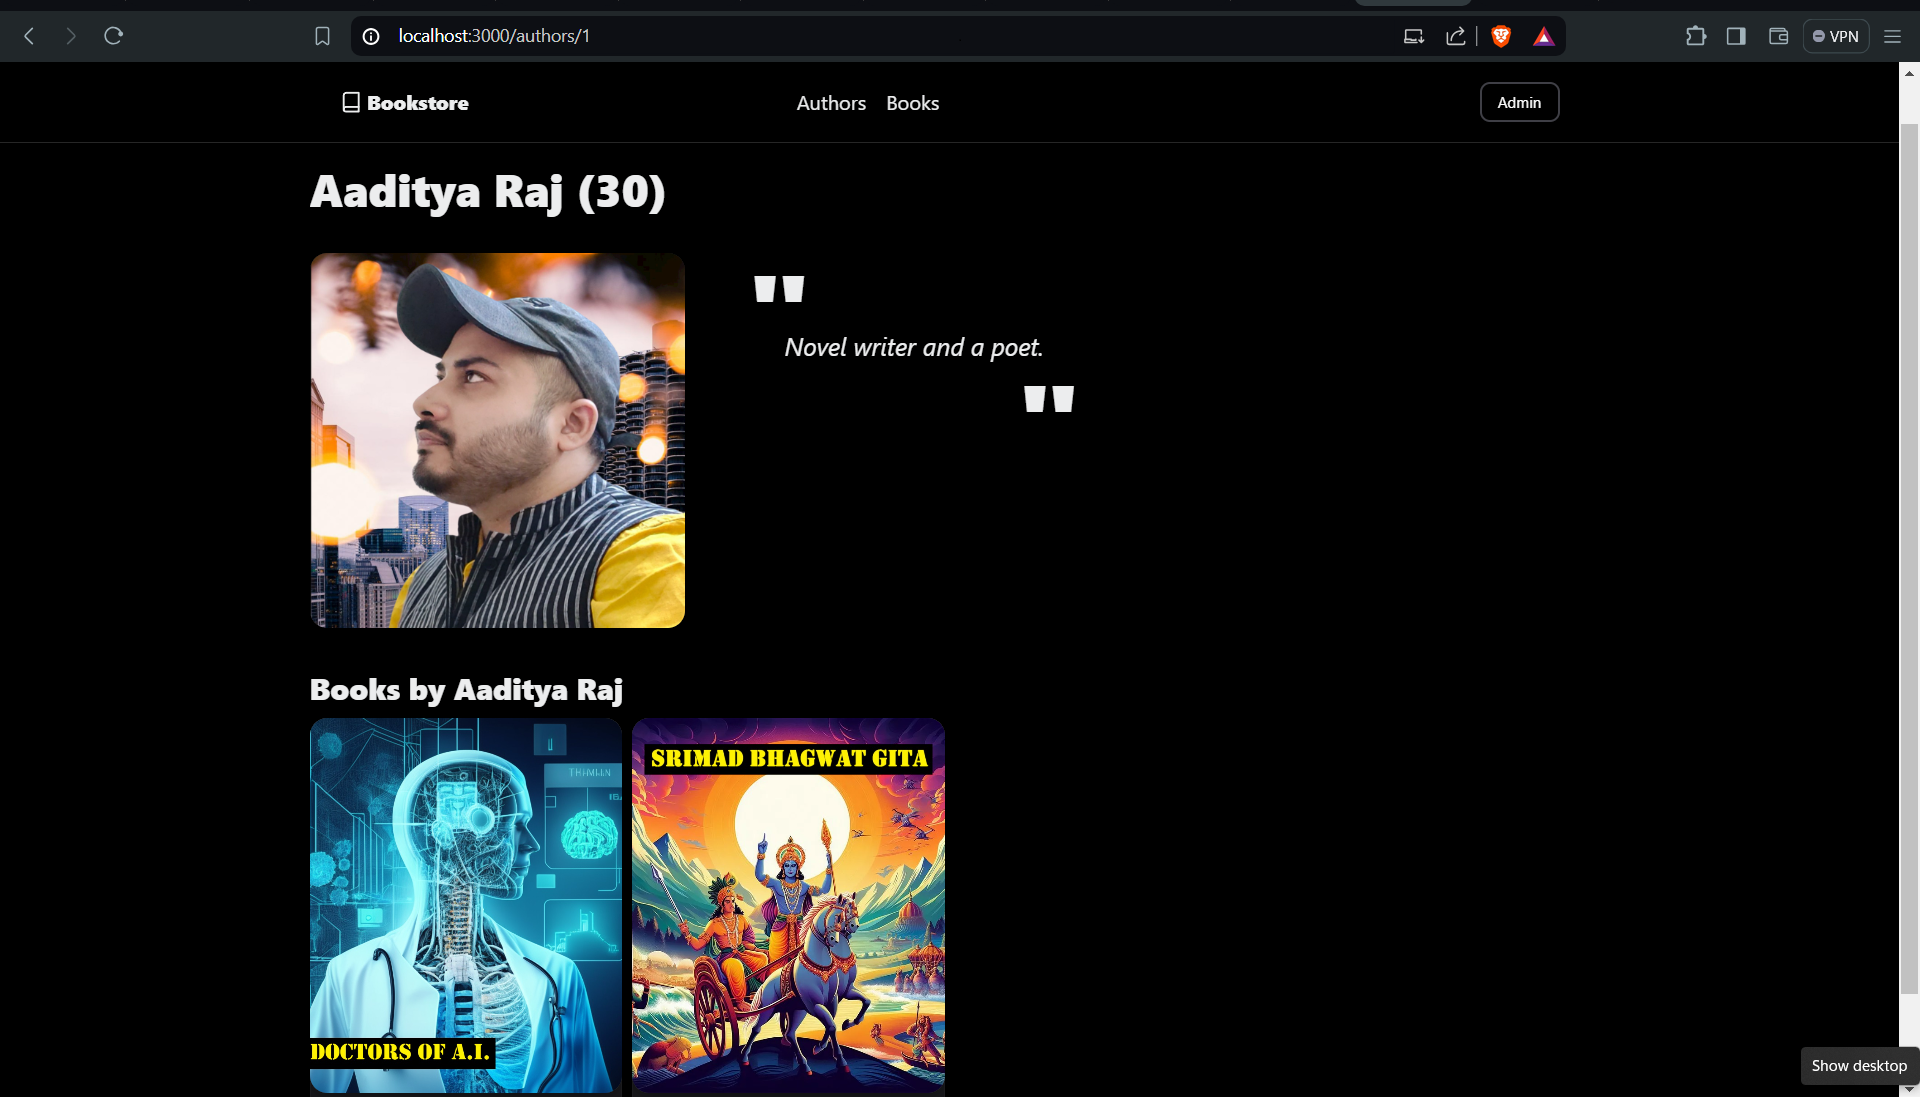 localhost:3000/authors/1
VPN
Bookstore
Authors Books
Admin
Aaditya Raj (30)
"
Novel writer and a poet.
"
Books by Aaditya Raj
SRIMAD BHAGWAT GITA
DOCTORS OF A.I.
Show desktop